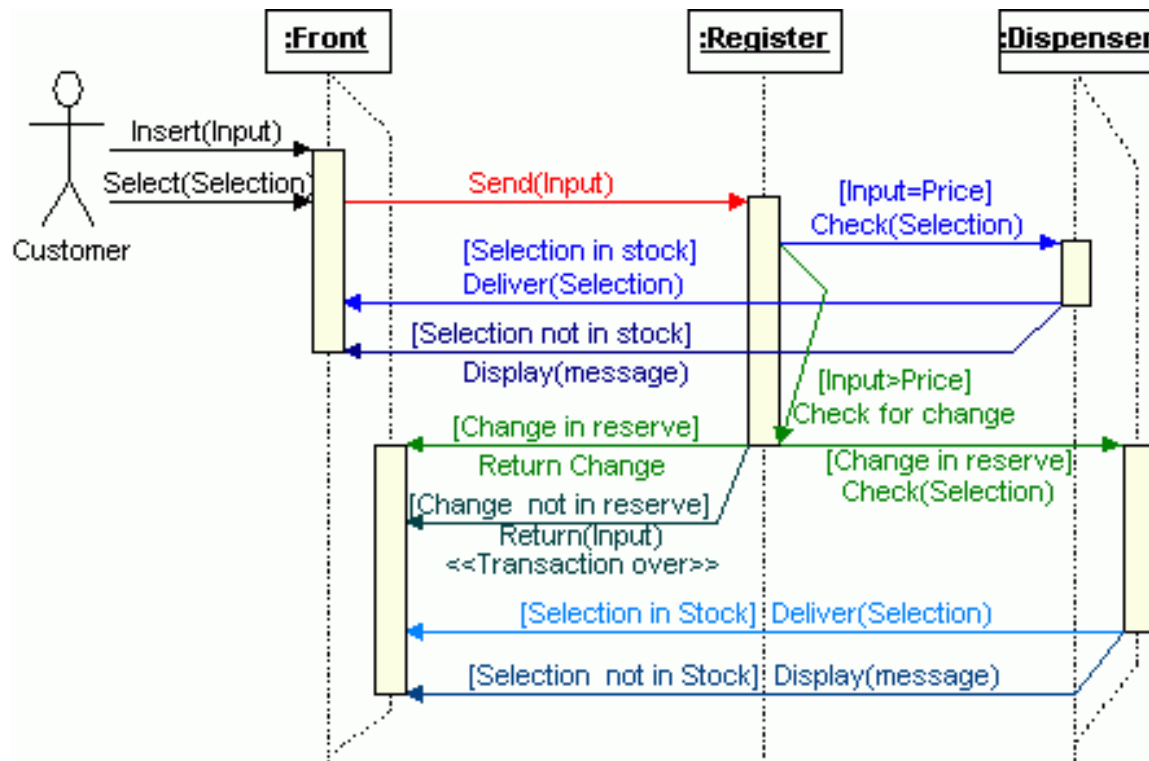 :Front
:Register
:Dispenser
Insert(Input)
Select(Selection)
Customer
Send(Input)
[Input=Price]
Check(Selection)
[Selection in stock]
Deliver(Selection)
[Selection not in stock]
Display(message)
[Input>Price]
Check for change
[Change in reserve]
Return Change
[Change in reserve]
Check(Selection)
[Change not in reserve]
Return(Input)
<<Transaction over>>
[Selection in Stock] Deliver(Selection)
[Selection not in Stock] Display(message)